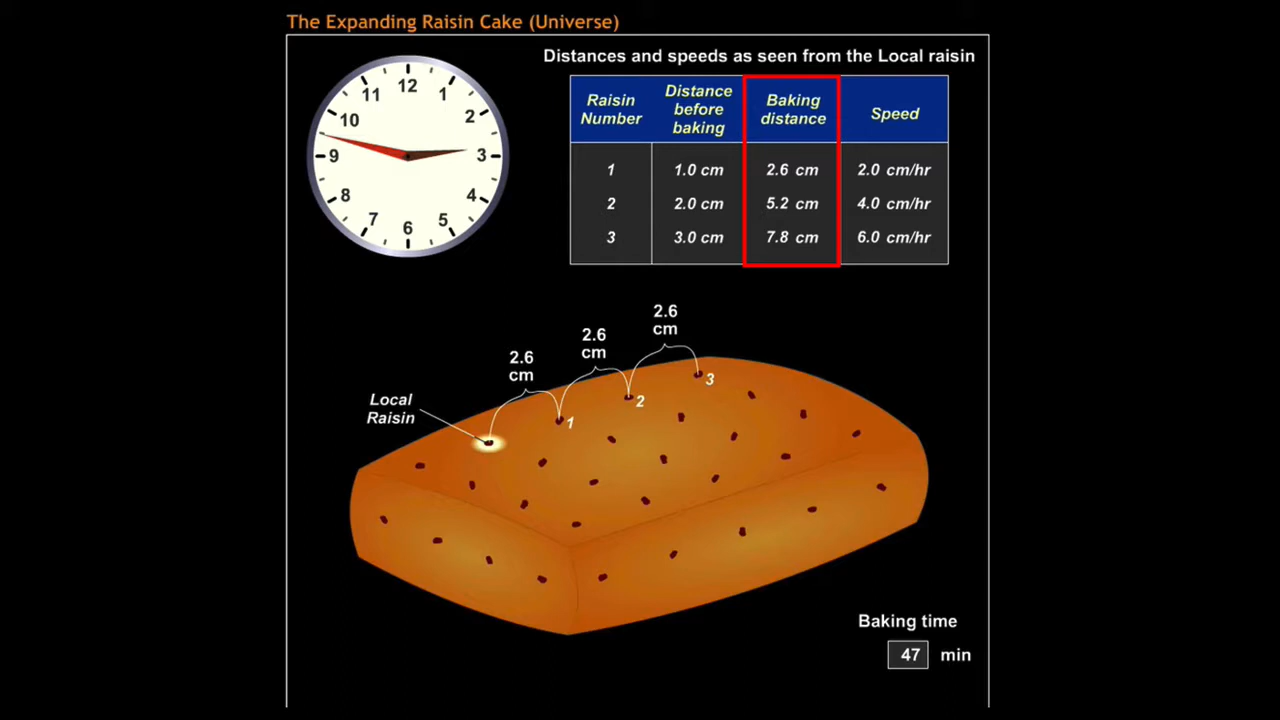 The Expanding Raisin Cake (Universe)
Distances and speeds as seen from the Local raisin
12
1
2
3
4
5
6
7
8
9
10
11
Raisin Number
Distance before baking
Baking distance
Speed
1 1.0 cm 2.6 cm 2.0 cm/hr
2 2.0 cm 5.2 cm 4.0 cm/hr
3 3.0 cm 7.8 cm 6.0 cm/hr
2.6
cm
2.6
cm
2.6
cm
Local
Raisin
1
2
3
Baking time
47 min